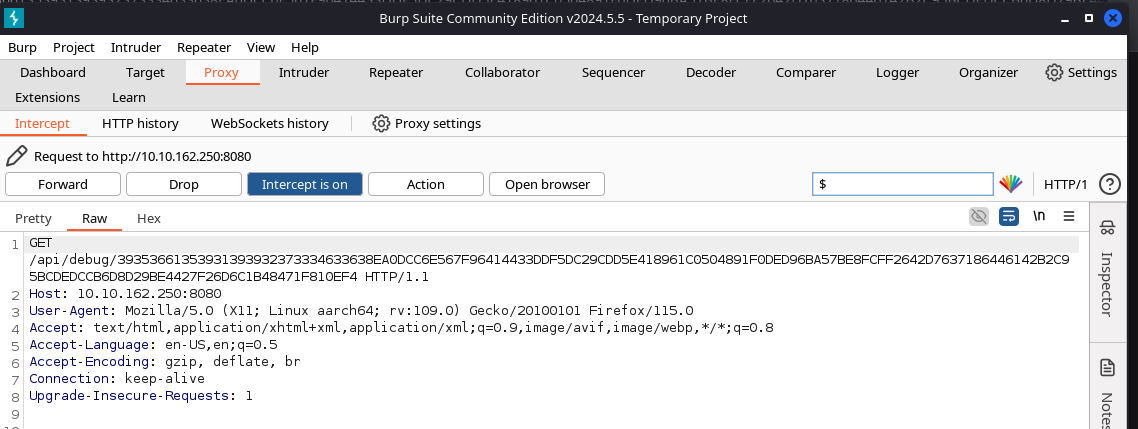 Burp Suite Community Edition v2024.5.5 - Temporary Project
Burp Project Intruder Repeater View Help
Dashboard Target Proxy Intruder Repeater Collaborator Sequencer Decoder Comparer Logger Organizer Settings
Extensions Learn
Intercept HTTP history WebSockets history Proxy settings
Request to http://10.10.162.250:8080
Forward Drop Intercept is on Action Open browser $ HTTP/1 ?
Pretty Raw Hex \n
1 GET
/api/debug/39353661353931393932373334633638EA0DCC6E567F96414433DDF5DC29CDD5E418961C0504891F0DED96BA57BE8FCFF2642D7637186446142B2C9
5BCDEDCCB6D8D29BE4427F26D6C1B48471F810EF4 HTTP/1.1
2 Host: 10.10.162.250:8080
3 User-Agent: Mozilla/5.0 (X11; Linux aarch64; rv:109.0) Gecko/20100101 Firefox/115.0
4 Accept: text/html,application/xhtml+xml,application/xml;q=0.9,image/avif,image/webp,*/*;q=0.8
5 Accept-Language: en-US,en;q=0.5
6 Accept-Encoding: gzip, deflate, br
7 Connection: keep-alive
8 Upgrade-Insecure-Requests: 1
9
Inspector
Notes